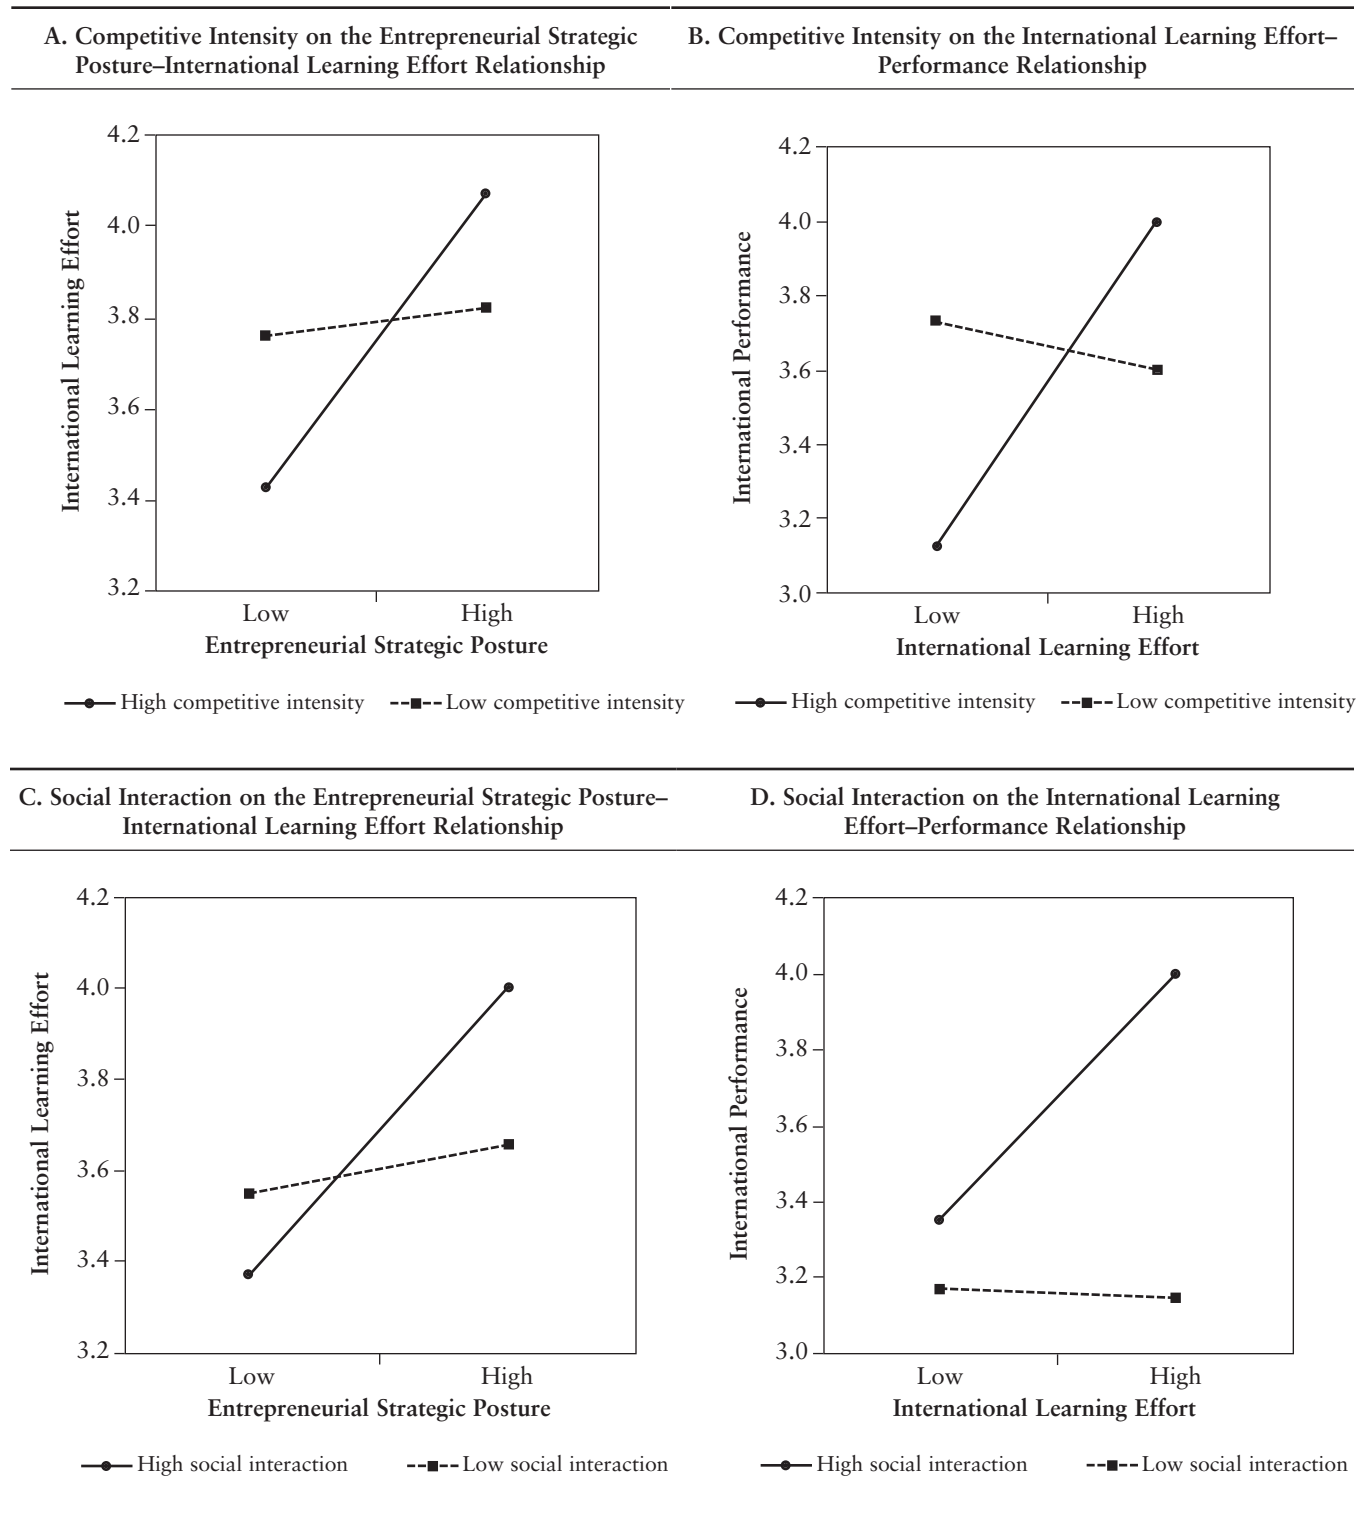 A. Competitive Intensity on the Entrepreneurial Strategic
Posture–International Learning Effort Relationship
4.2
4.0
3.8
3.6
3.4
3.2
International Learning Effort
Low
High
Entrepreneurial Strategic Posture
High competitive intensity
Low competitive intensity
B. Competitive Intensity on the International Learning Effort–
Performance Relationship
4.2
4.0
3.8
3.6
3.4
3.2
3.0
International Performance
Low
High
International Learning Effort
High competitive intensity
Low competitive intensity
C. Social Interaction on the Entrepreneurial Strategic Posture–
International Learning Effort Relationship
4.2
4.0
3.8
3.6
3.4
3.2
International Learning Effort
Low
High
Entrepreneurial Strategic Posture
High social interaction
Low social interaction
D. Social Interaction on the International Learning
Effort–Performance Relationship
4.2
4.0
3.8
3.6
3.4
3.2
3.0
International Performance
Low
High
International Learning Effort
High social interaction
Low social interaction